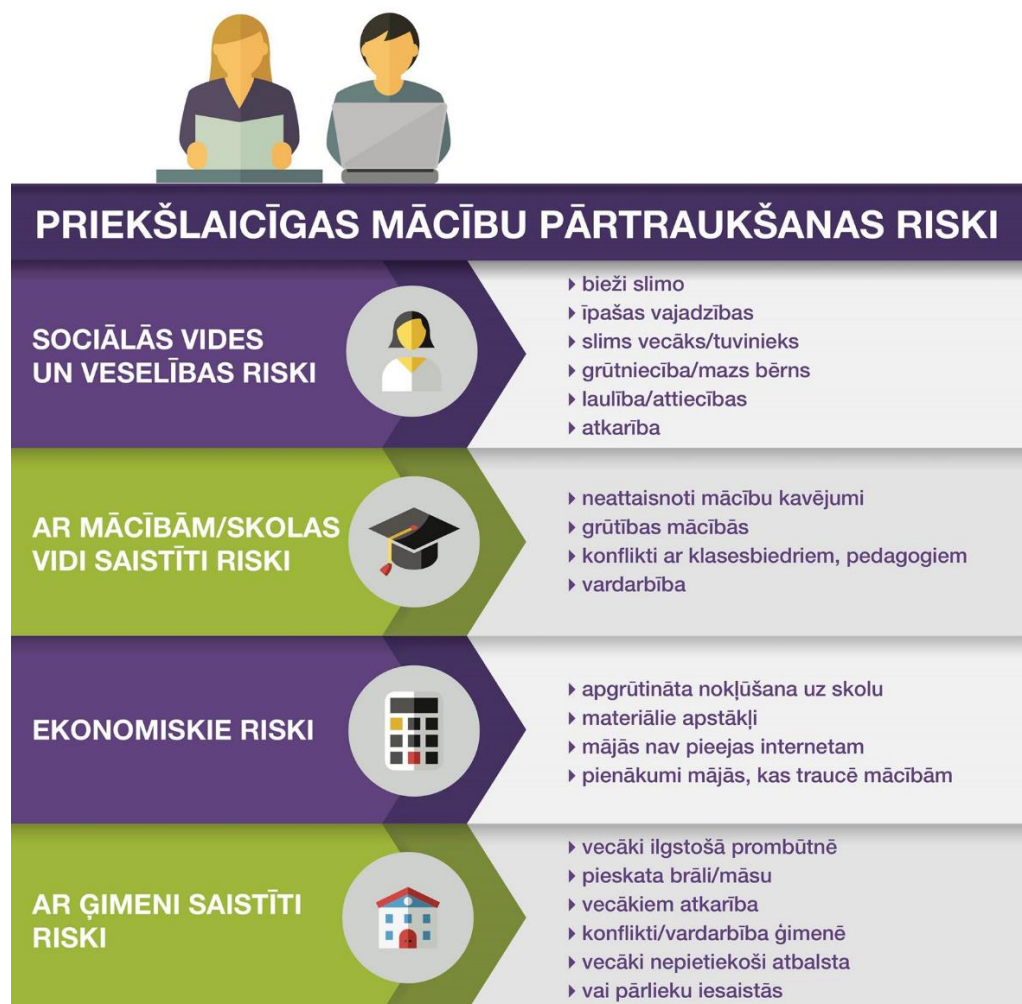 PRIEKŠLAICĪGAS MĀCĪBU PĀRTRAUKŠANAS RISKI
SOCIĀLĀS VIDES
UN VESELĪBAS RISKI
‣ bieži slimo
‣ īpašas vajadzības
‣ slims vecāks/tuvinieks
‣ grūtniecība/mazs bērns
‣ laulība/attiecības
‣ atkarība
AR MĀCĪBĀM/SKOLAS
VIDI SAISTĪTI RISKI
‣ neattaisnoti mācību kavējumi
‣ grūtības mācībās
‣ konflikti ar klasesbiedriem, pedagogiem
‣ vardarbība
EKONOMISKIE RISKI
‣ apgrūtināta nokļūšana uz skolu
‣ materiālie apstākļi
‣ mājās nav pieejas internetam
‣ pienākumi mājās, kas traucē mācībām
AR ĢIMENI SAISTĪTI
RISKI
‣ vecāki ilgstošā prombūtnē
‣ pieskata brāli/māsu
‣ vecākiem atkarība
‣ konflikti/vardarbība ģimenē
‣ vecāki nepietiekoši atbalsta
‣ vai pārlieku iesaistās